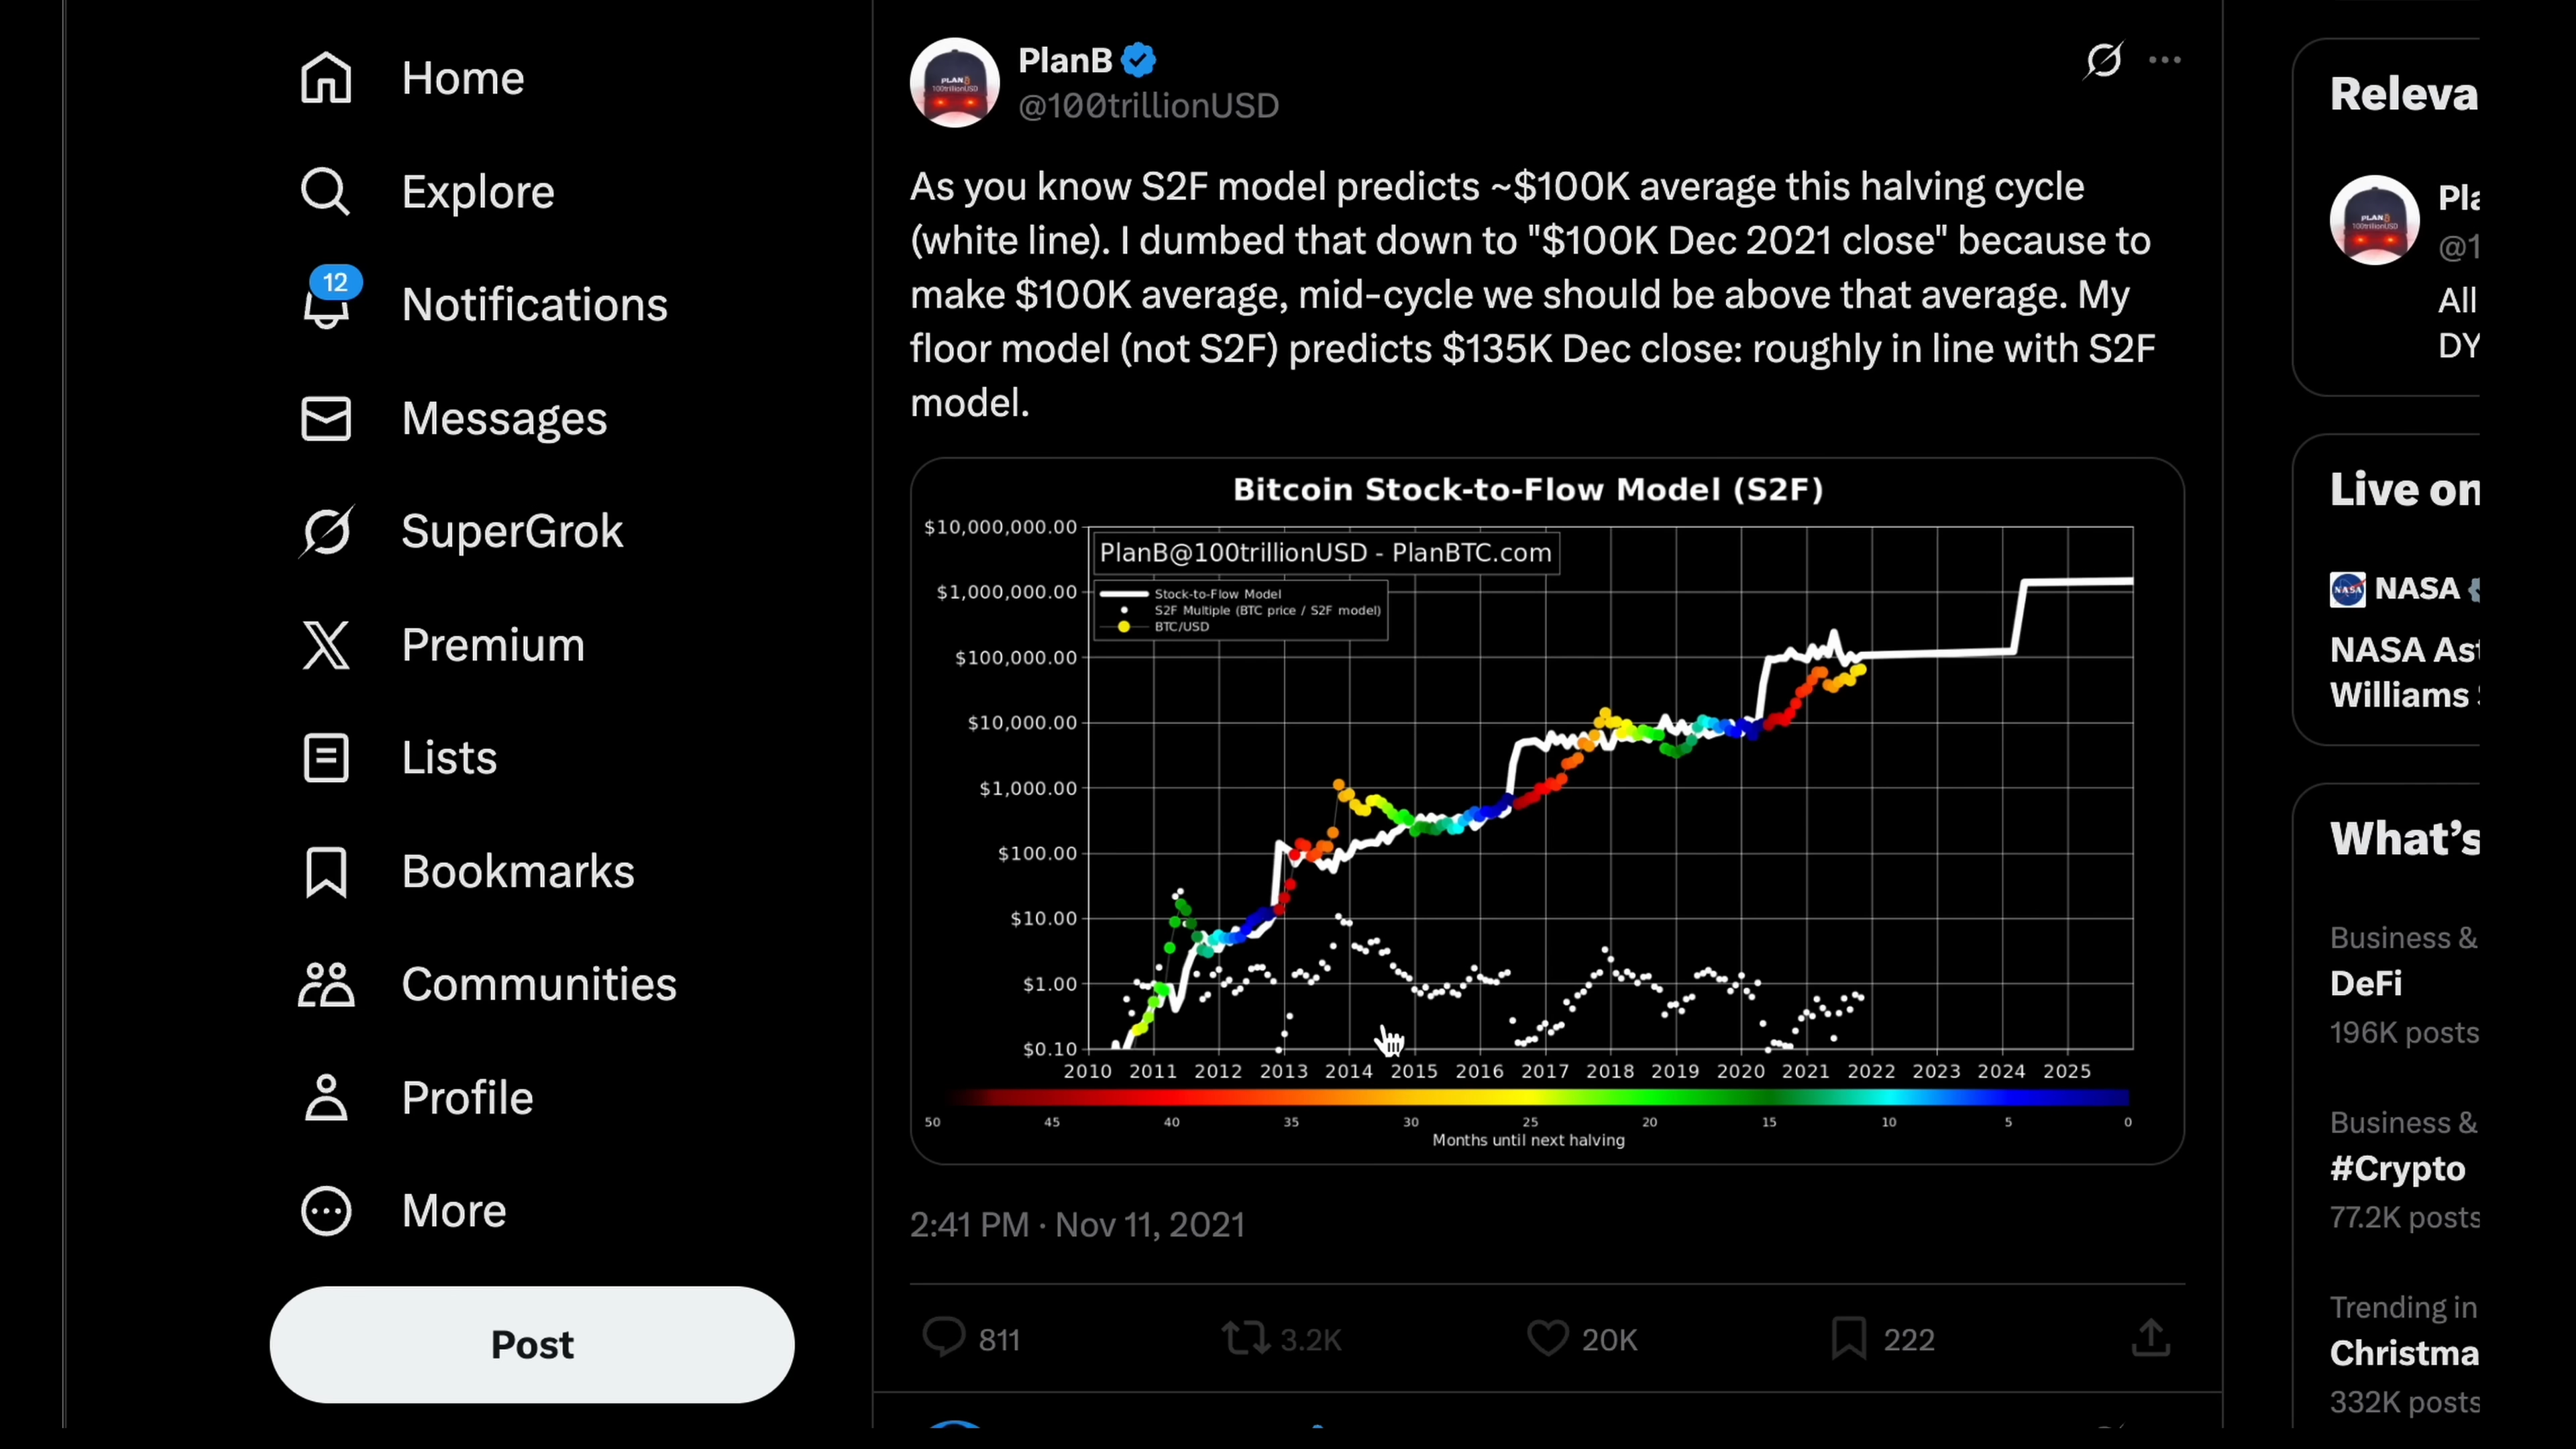 Home
Explore
12
Notifications
Messages
SuperGrok
Premium
Lists
Bookmarks
Communities
Profile
More
Post
PlanB
@100trillionUSD
As you know S2F model predicts ~$100K average this halving cycle
(white line). I dumbed that down to "$100K Dec 2021 close" because to
make $100K average, mid-cycle we should be above that average. My
floor model (not S2F) predicts $135K Dec close: roughly in line with S2F
model.
Bitcoin Stock-to-Flow Model (S2F)
PlanB@100trillionUSD - PlanBTC.com
Stock-to-Flow Model
S2F Multiple (BTC price / S2F model)
BTC/USD
$10,000,000.00
$1,000,000.00
$100,000.00
$10,000.00
$1,000.00
$100.00
$10.00
$1.00
$0.10
2010 2011 2012 2013 2014 2015 2016 2017 2018 2019 2020 2021 2022 2023 2024 2025
50 45 40 35 30 25 20 15 10 5 0
Months until next halving
2:41 PM · Nov 11, 2021
811 3.2K 20K 222
Releva
Pla
@1
All
DY
Live on
NASA
NASA Ast
Williams
What's
Business &
DeFi
196K posts
Business &
#Crypto
77.2K posts
Trending in
Christma
332K posts